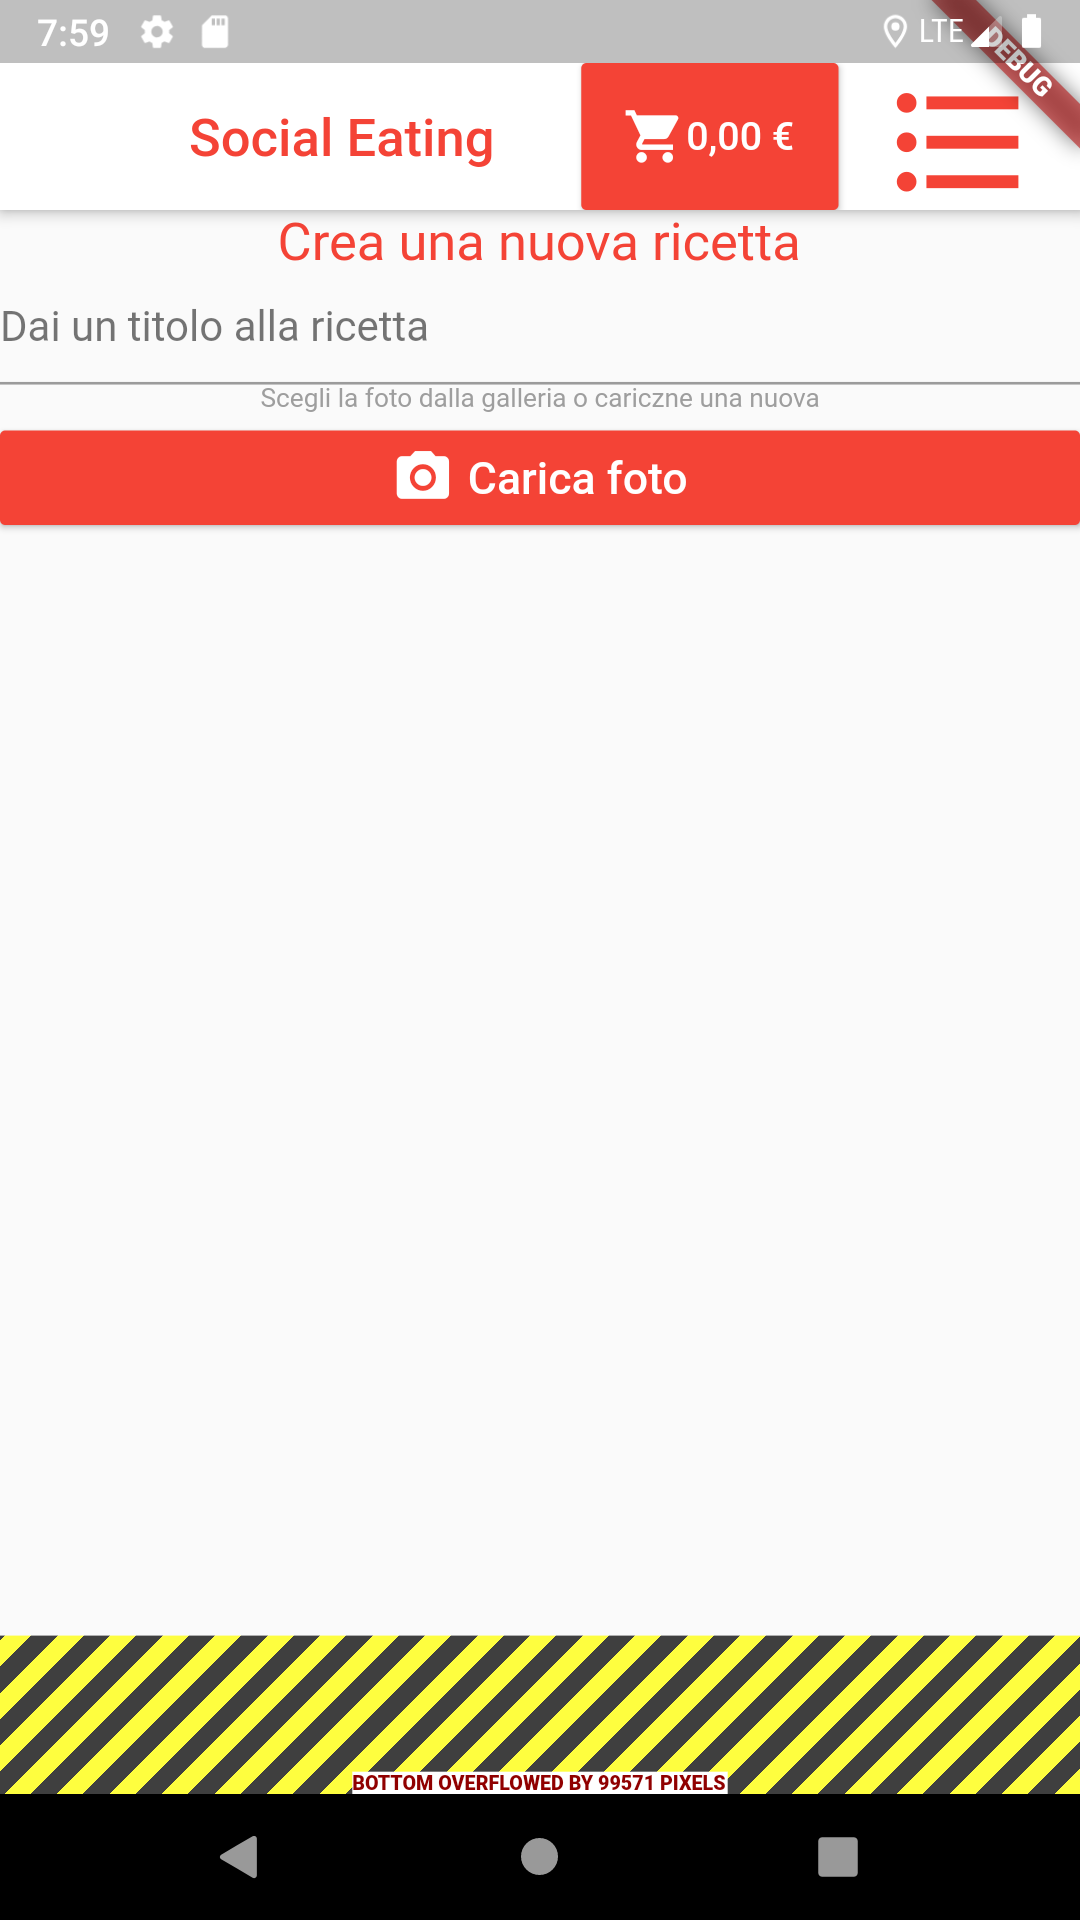 7:59 LTE
DEBUG
Social Eating
0,00 €
Crea una nuova ricetta
Dai un titolo alla ricetta
Scegli la foto dalla galleria o cariczne una nuova
Carica foto
BOTTOM OVERFLOWED BY 99571 PIXELS